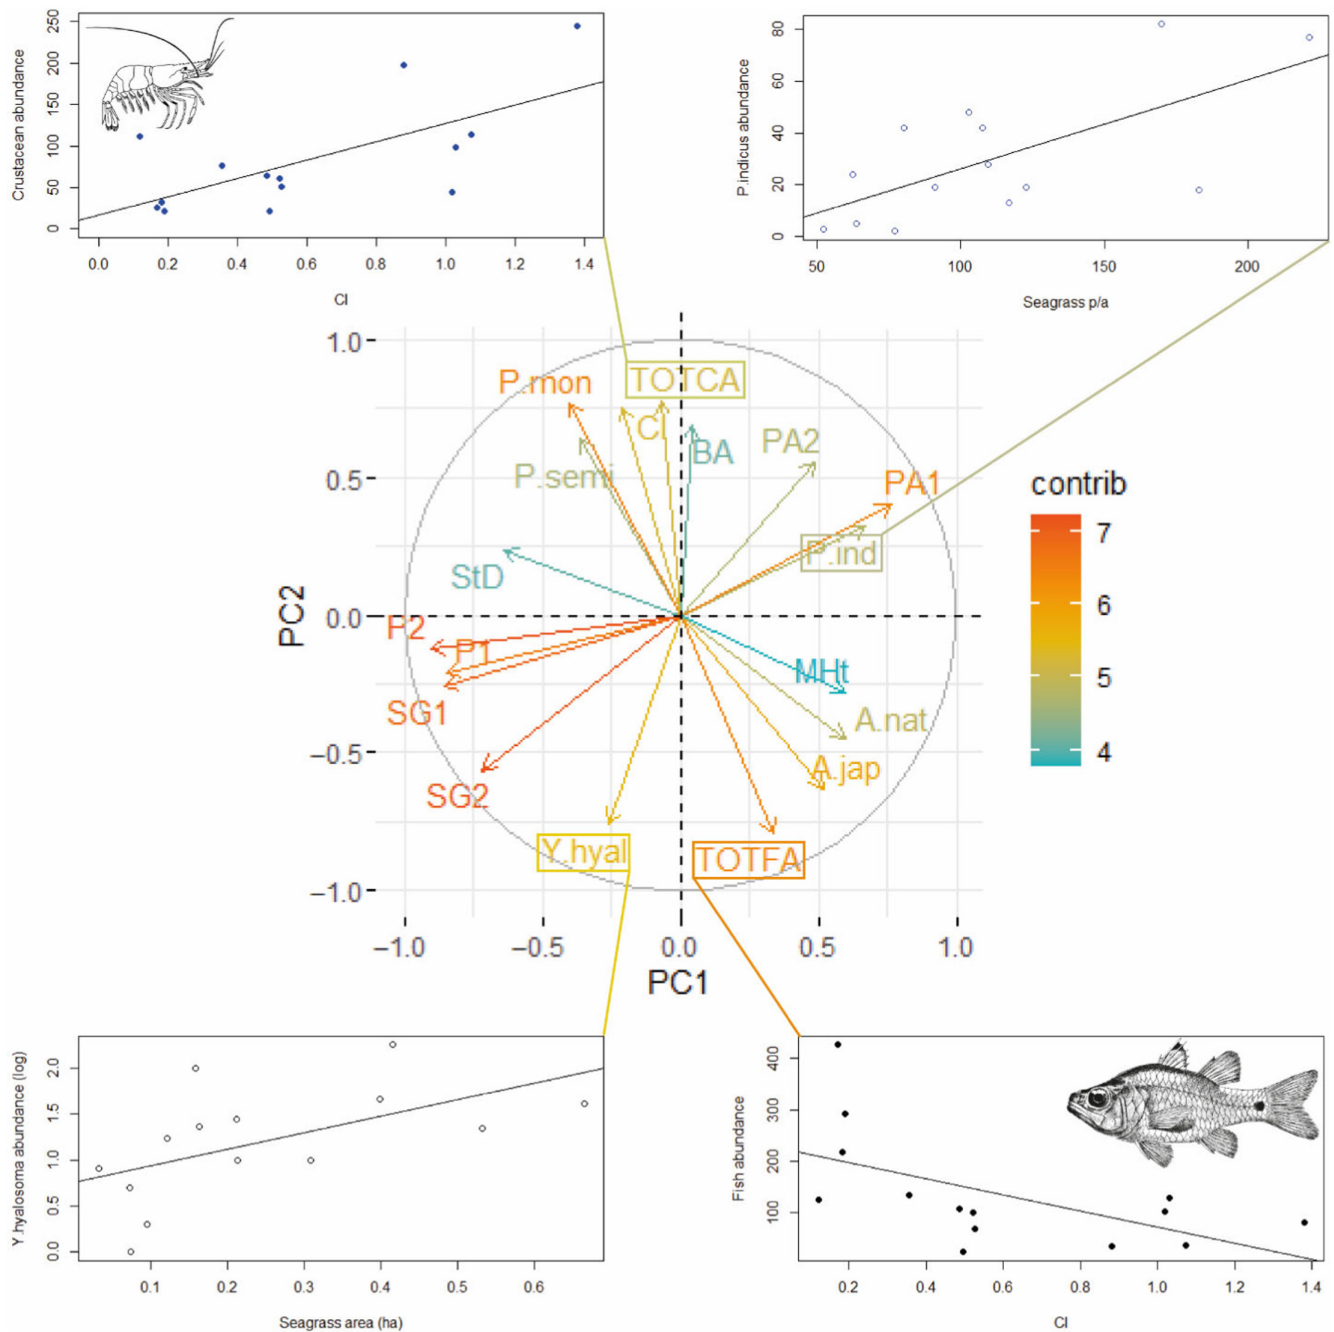 Crustacean abundance
250
200
150
100
50
0
0.0 0.2 0.4 0.6 0.8 1.0 1.2 1.4
CI
P.indicus abundance
80
60
40
20
0
50 100 150 200
Seagrass p/a
PC2
1.0
0.5
0.0
−0.5
−1.0
P.mon
TOTCA
CI
BA
PA2
P.semi
PA1
P.ind
StD
P2
P1
SG1
SG2
MHt
A.nat
A.jap
Y.hyal
TOTFA
−1.0 −0.5 0.0 0.5 1.0
PC1
contrib
7
6
5
4
Y.hyalosoma abundance (log)
2.0
1.5
1.0
0.5
0.0
0.1 0.2 0.3 0.4 0.5 0.6
Seagrass area (ha)
Fish abundance
400
300
200
100
0.2 0.4 0.6 0.8 1.0 1.2 1.4
CI